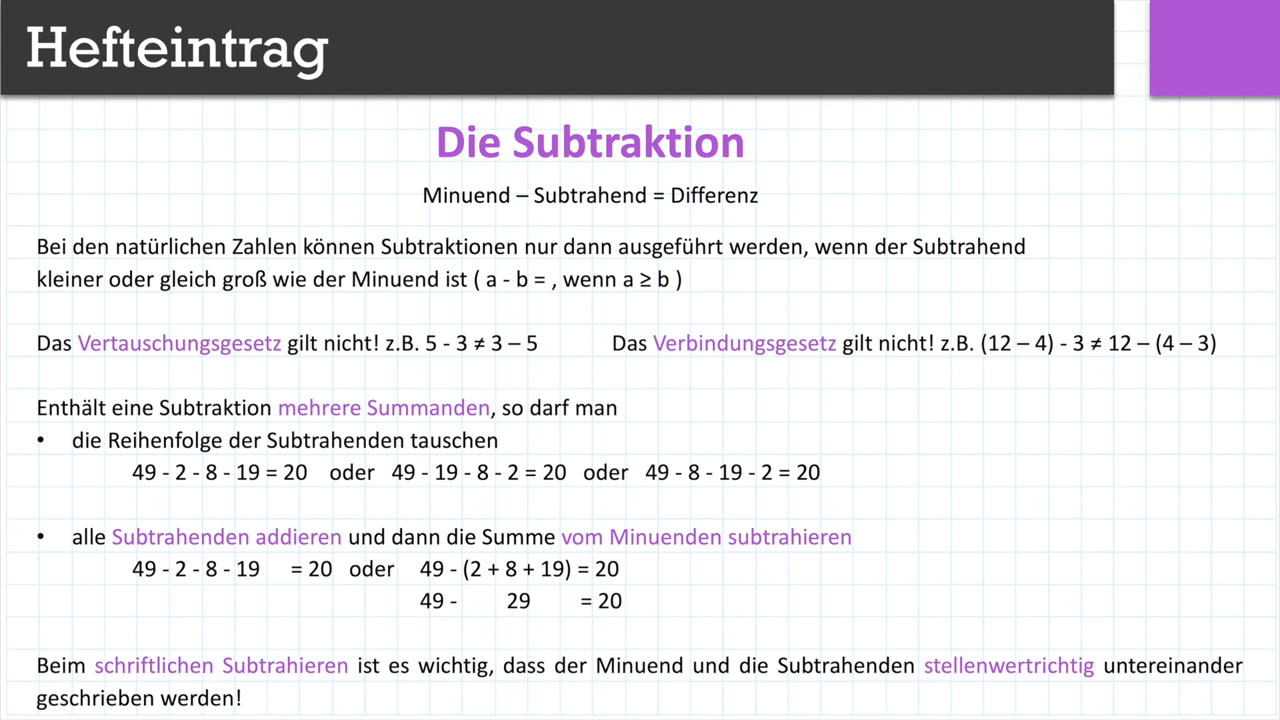 Hefteintrag
Die Subtraktion
Minuend – Subtrahend = Differenz
Bei den natürlichen Zahlen können Subtraktionen nur dann ausgeführt werden, wenn der Subtrahend
kleiner oder gleich groß wie der Minuend ist ( a - b = , wenn a ≥ b )
Das Vertauschungsgesetz gilt nicht! z.B. 5 - 3 ≠ 3 – 5
Das Verbindungsgesetz gilt nicht! z.B. (12 – 4) - 3 ≠ 12 – (4 – 3)
Enthält eine Subtraktion mehrere Summanden, so darf man
• die Reihenfolge der Subtrahenden tauschen
49 - 2 - 8 - 19 = 20 oder 49 - 19 - 8 - 2 = 20 oder 49 - 8 - 19 - 2 = 20
• alle Subtrahenden addieren und dann die Summe vom Minuenden subtrahieren
49 - 2 - 8 - 19 = 20 oder 49 - (2 + 8 + 19) = 20
49 - 29 = 20
Beim schriftlichen Subtrahieren ist es wichtig, dass der Minuend und die Subtrahenden stellenwertrichtig untereinander
geschrieben werden!